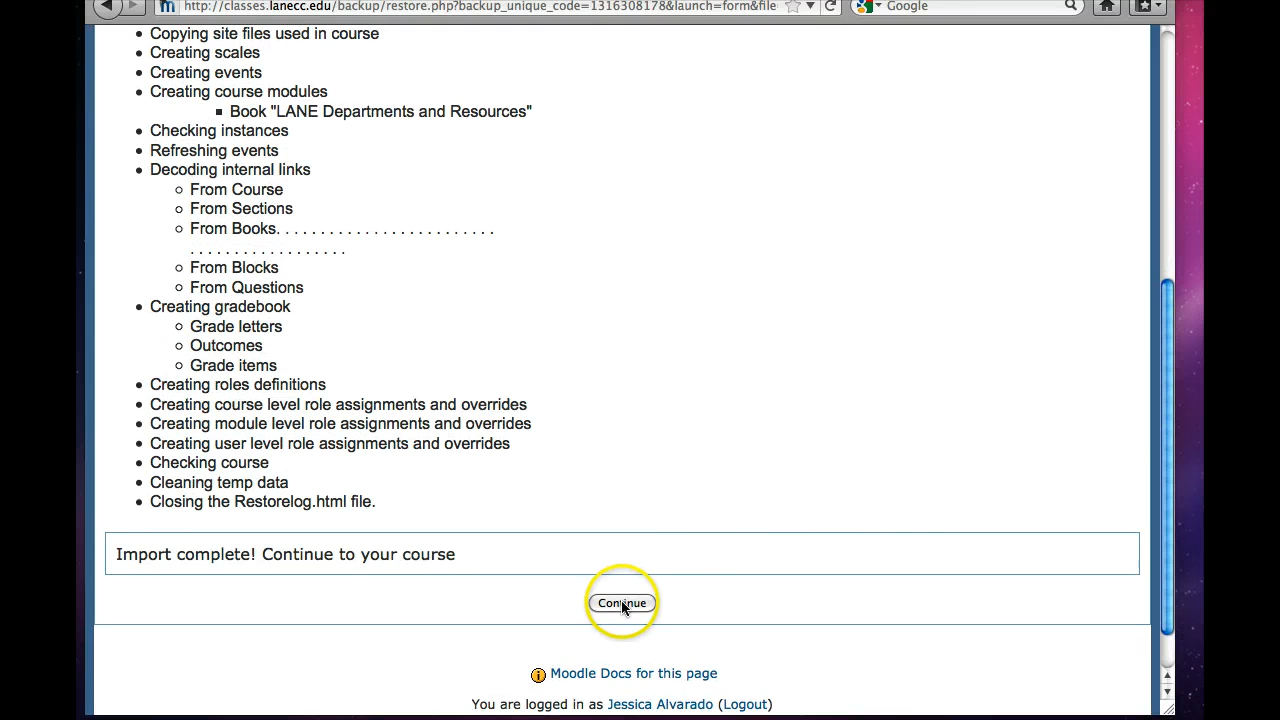 http://classes.lanecc.edu/backup/restore.php?backup_unique_code=1316308178&launch=form&file
Google
Copying site files used in course
Creating scales
Creating events
Creating course modules
Book "LANE Departments and Resources"
Checking instances
Refreshing events
Decoding internal links
From Course
From Sections
From Books. . . . . . . . . . . . . . . . . . . . . . . . .
. . . . . . . . . . . . . . . . . .
From Blocks
From Questions
Creating gradebook
Grade letters
Outcomes
Grade items
Creating roles definitions
Creating course level role assignments and overrides
Creating module level role assignments and overrides
Creating user level role assignments and overrides
Checking course
Cleaning temp data
Closing the Restorelog.html file.
Import complete! Continue to your course
Continue
Moodle Docs for this page
You are logged in as Jessica Alvarado (Logout)